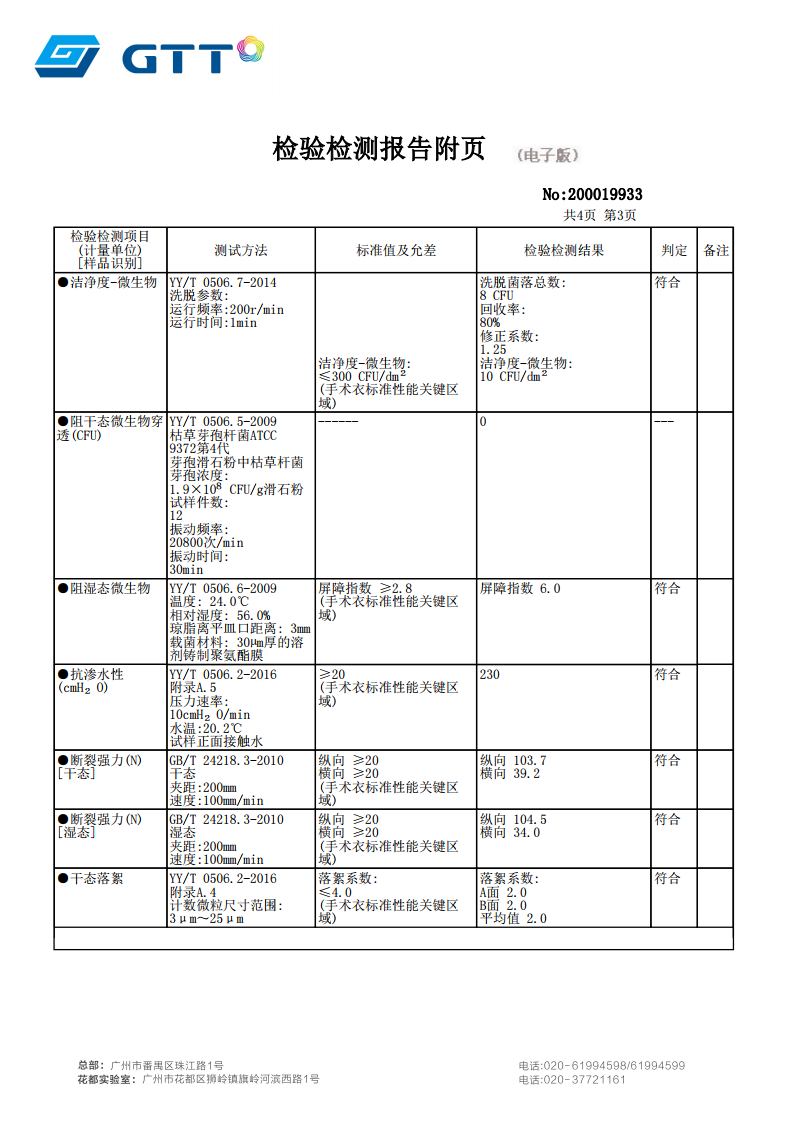 GTT
检验检测报告附页 (电子版)
No:200019933
共4页 第3页
检验检测项目
(计量单位)
[样品识别]
测试方法
标准值及允差
检验检测结果
判定
备注
●洁净度-微生物
YY/T 0506.7-2014
洗脱参数:
运行频率:200r/min
运行时间:1min
洁净度-微生物:
≤300 CFU/dm²
(手术衣标准性能关键区
域)
洗脱菌落总数:
8 CFU
回收率:
80%
修正系数:
1.25
洁净度-微生物:
10 CFU/dm²
符合
●阻干态微生物穿
透(CFU)
YY/T 0506.5-2009
枯草芽孢杆菌ATCC
9372第4代
芽孢滑石粉中枯草杆菌
芽孢浓度:
1.9×10⁸ CFU/g滑石粉
试样件数:
12
振动频率:
20800次/min
振动时间:
30min
------
0
---
●阻湿态微生物
YY/T 0506.6-2009
温度: 24.0℃
相对湿度: 56.0%
琼脂离平皿口距离: 3mm
载菌材料: 30μm厚的溶
剂铸制聚氨酯膜
屏障指数 ≥2.8
(手术衣标准性能关键区
域)
屏障指数 6.0
符合
●抗渗水性
(cmH₂O)
YY/T 0506.2-2016
附录A.5
压力速率:
10cmH₂O/min
水温:20.2℃
试样正面接触水
≥20
(手术衣标准性能关键区
域)
230
符合
●断裂强力(N)
[干态]
GB/T 24218.3-2010
干态
夹距:200mm
速度:100mm/min
纵向 ≥20
横向 ≥20
(手术衣标准性能关键区
域)
纵向 103.7
横向 39.2
符合
●断裂强力(N)
[湿态]
GB/T 24218.3-2010
湿态
夹距:200mm
速度:100mm/min
纵向 ≥20
横向 ≥20
(手术衣标准性能关键区
域)
纵向 104.5
横向 34.0
符合
●干态落絮
YY/T 0506.2-2016
附录A.4
计数微粒尺寸范围:
3μm～25μm
落絮系数:
≤4.0
(手术衣标准性能关键区
域)
落絮系数:
A面 2.0
B面 2.0
平均值 2.0
符合
总部：广州市番禺区珠江路1号
电话:020-61994598/61994599
花都实验室：广州市花都区狮岭镇旗岭河滨西路1号
电话:020-37721161